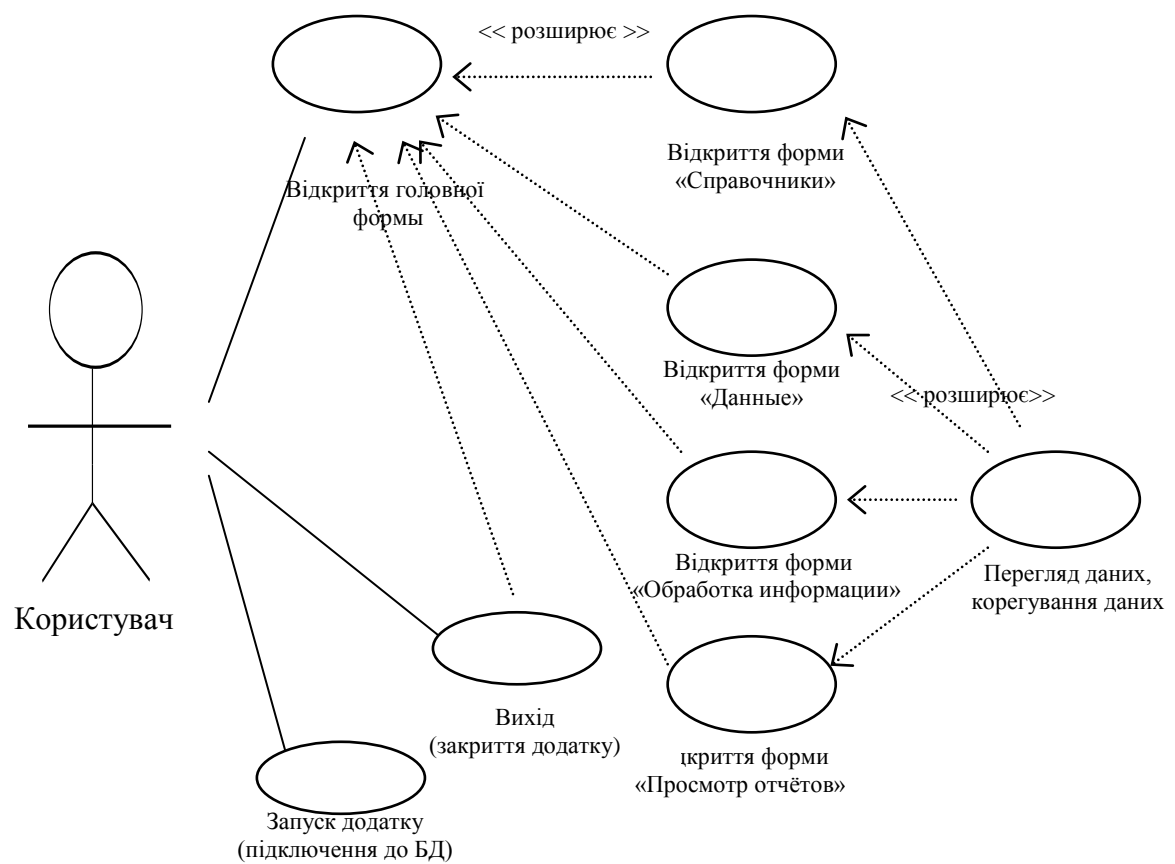 << розширює >>
Відкриття головної
формы
Відкриття форми
«Справочники»
Відкриття форми
«Данные»
<< розширює>>
Відкриття форми
«Обработка информации»
Перегляд даних,
корегування даних
Користувач
Вихід
(закриття додатку)
цкриття форми
«Просмотр отчётов»
Запуск додатку
(підключення до БД)